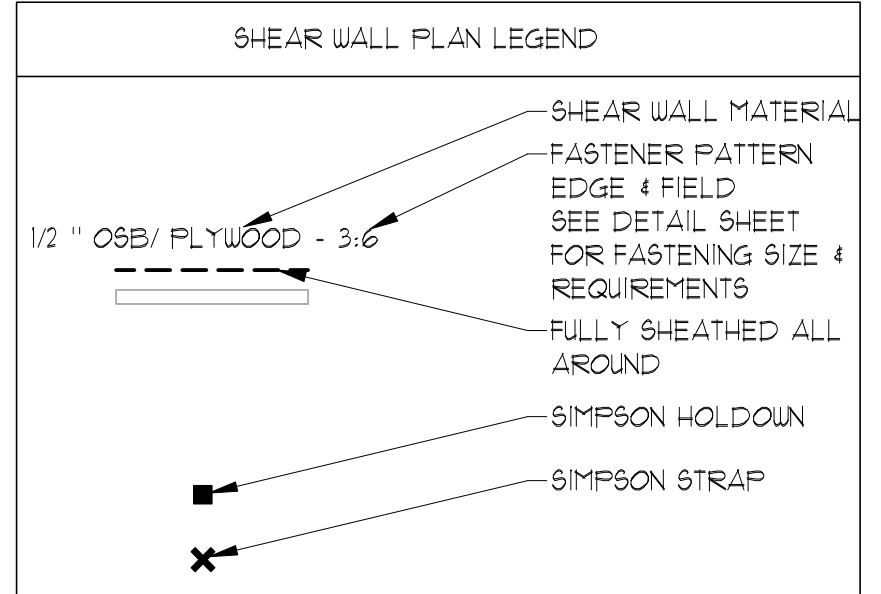 SHEAR WALL PLAN LEGEND
SHEAR WALL MATERIAL
FASTENER PATTERN
EDGE & FIELD
SEE DETAIL SHEET
FOR FASTENING SIZE &
REQUIREMENTS
1/2 " OSB/ PLYWOOD - 3:6
FULLY SHEATHED ALL
AROUND
SIMPSON HOLDOWN
SIMPSON STRAP